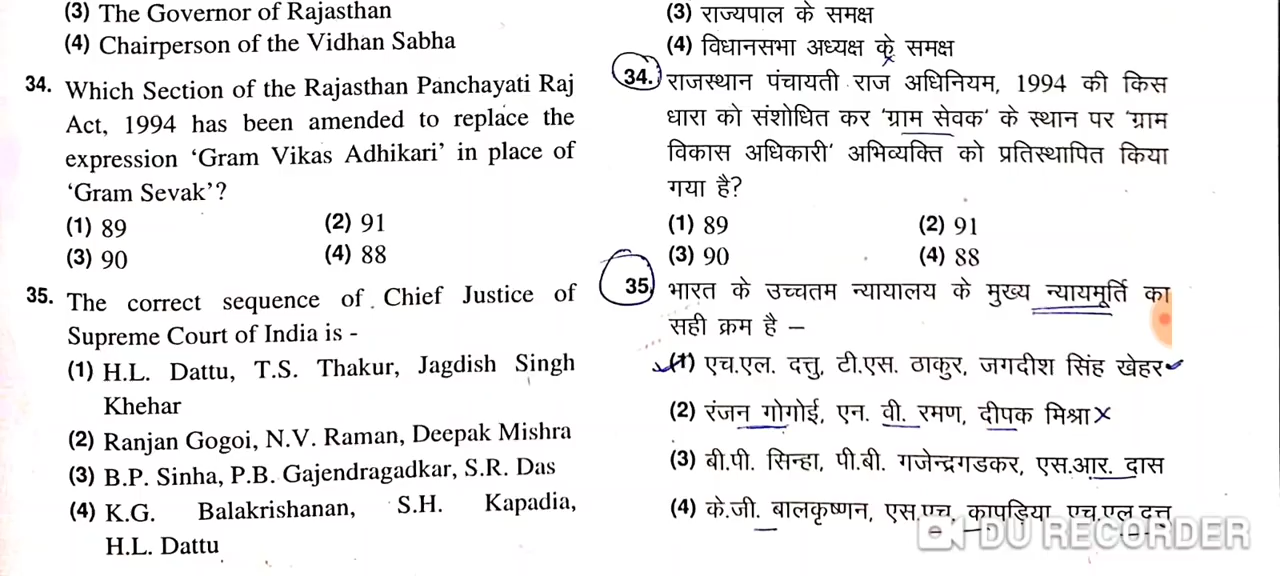 (3) The Governor of Rajasthan
(4) Chairperson of the Vidhan Sabha
34. Which Section of the Rajasthan Panchayati Raj
Act, 1994 has been amended to replace the
expression ‘Gram Vikas Adhikari’ in place of
‘Gram Sevak’?
(1) 89 (2) 91
(3) 90 (4) 88
35. The correct sequence of Chief Justice of
Supreme Court of India is -
(1) H.L. Dattu, T.S. Thakur, Jagdish Singh
Khehar
(2) Ranjan Gogoi, N.V. Raman, Deepak Mishra
(3) B.P. Sinha, P.B. Gajendragadkar, S.R. Das
(4) K.G. Balakrishanan, S.H. Kapadia,
H.L. Dattu
(3) राज्यपाल के समक्ष
(4) विधानसभा अध्यक्ष के समक्ष
34. राजस्थान पंचायती राज अधिनियम, 1994 की किस
धारा को संशोधित कर ‘ग्राम सेवक’ के स्थान पर ‘ग्राम
विकास अधिकारी’ अभिव्यक्ति को प्रतिस्थापित किया
गया है?
(1) 89 (2) 91
(3) 90 (4) 88
35. भारत के उच्चतम न्यायालय के मुख्य न्यायमूर्ति का
सही क्रम है –
(1) एच.एल. दत्तु, टी.एस. ठाकुर, जगदीश सिंह खेहर
(2) रंजन गोगोई, एन. वी. रमण, दीपक मिश्रा
(3) बी.पी. सिन्हा, पी.बी. गजेन्द्रगडकर, एस.आर. दास
(4) के.जी. बालकृष्णन, एस.एच. कापड़िया, एच.एल.दत्तु
DU RECORDER